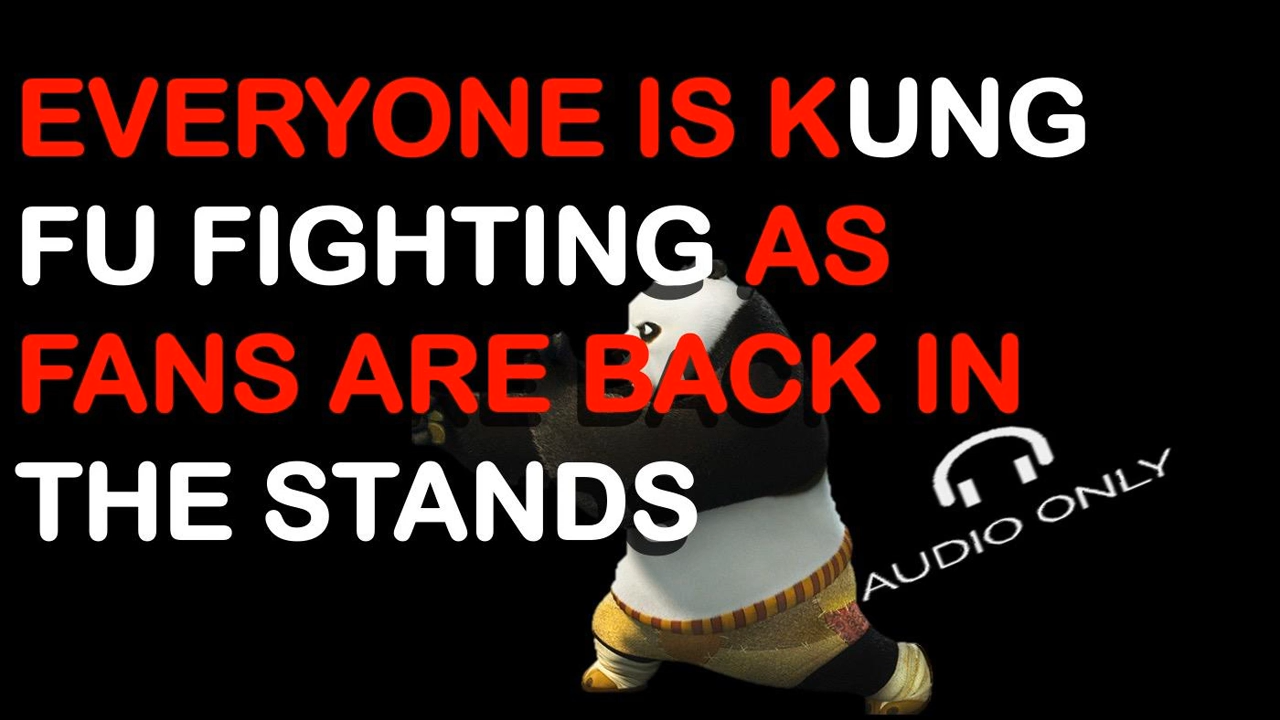 EVERYONE IS KUNG
FU FIGHTING AS
FANS ARE BACK IN
THE STANDS
AUDIO ONLY